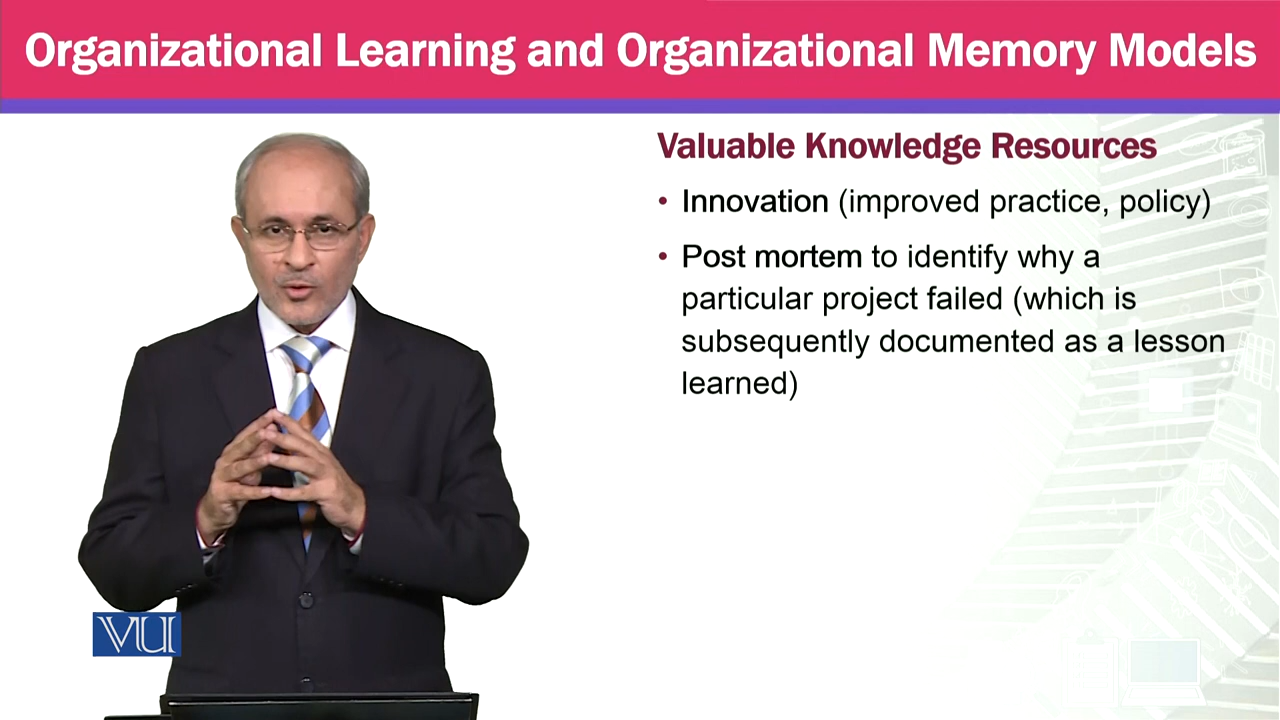 Organizational Learning and Organizational Memory Models
Valuable Knowledge Resources
• Innovation (improved practice, policy)
• Post mortem to identify why a
particular project failed (which is
subsequently documented as a lesson
learned)
VU